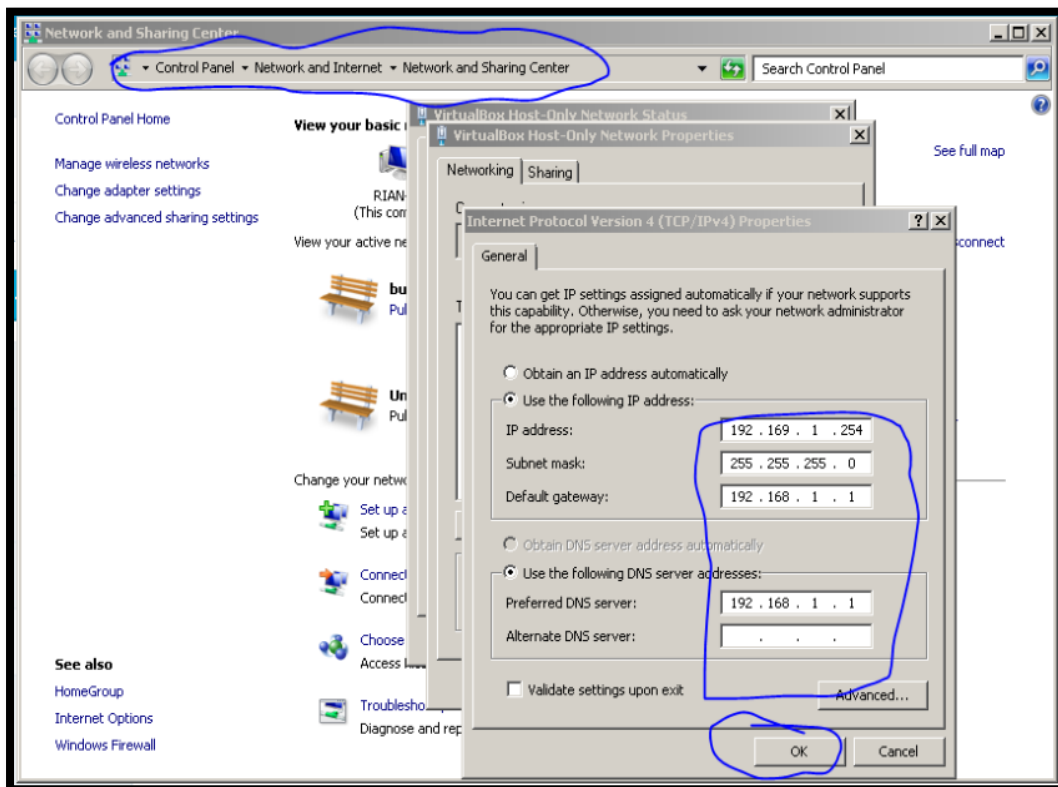 Network and Sharing Center
Control Panel Network and Internet Network and Sharing Center
Search Control Panel
Control Panel Home
Manage wireless networks
Change adapter settings
Change advanced sharing settings
See also
HomeGroup
Internet Options
Windows Firewall
View your basic
See full map
RIAN-
(This com
View your active ne
Change your netwo
Set up a
Set up a
Connec
Connec
Choose
Access
Troublesho
Diagnose and rep
VirtualBox Host-Only Network Status
VirtualBox Host-Only Network Properties
Networking
Sharing
Internet Protocol Version 4 (TCP/IPv4) Properties
General
You can get IP settings assigned automatically if your network supports
this capability. Otherwise, you need to ask your network administrator
for the appropriate IP settings.
Obtain an IP address automatically
Use the following IP address:
IP address: 192 . 169 . 1 . 254
Subnet mask: 255 . 255 . 255 . 0
Default gateway: 192 . 168 . 1 . 1
Obtain DNS server address automatically
Use the following DNS server addresses:
Preferred DNS server: 192 . 168 . 1 . 1
Alternate DNS server: . . .
Validate settings upon exit
Advanced...
OK
Cancel